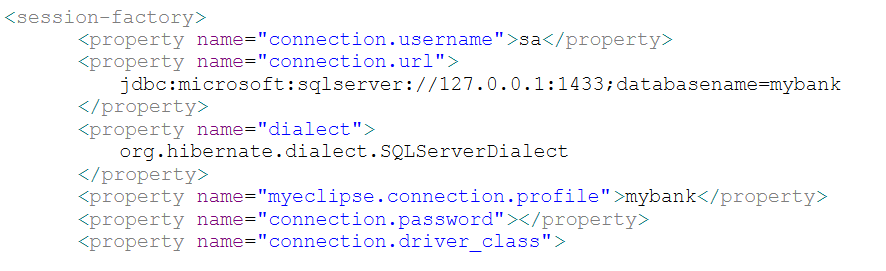 <session-factory>
<property name="connection.username">sa</property>
<property name="connection.url">
jdbc:microsoft:sqlserver://127.0.0.1:1433;databasename=mybank
</property>
<property name="dialect">
org.hibernate.dialect.SQLServerDialect
</property>
<property name="myeclipse.connection.profile">mybank</property>
<property name="connection.password"></property>
<property name="connection.driver_class">